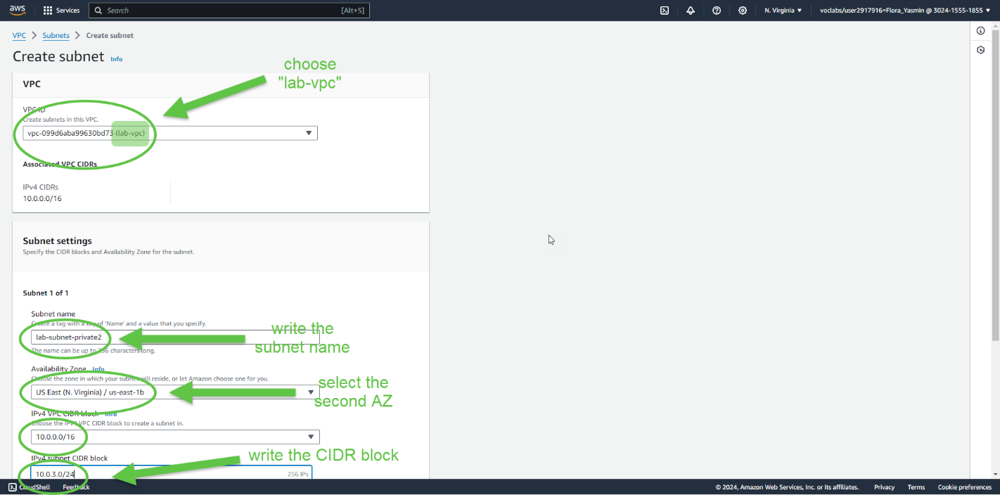 aws
Services
Search
[Alt+S]
N. Virginia
voclabs/user2917916=Flora_Yasmin @ 3024-1555-1855
VPC
Subnets
Create subnet
Create subnet
Info
choose
"lab-vpc"
VPC
VPC ID
Create subnets in this VPC.
vpc-099d6aba99630bd73 (lab-vpc)
Associated VPC CIDRs
IPv4 CIDRs
10.0.0.0/16
Subnet settings
Specify the CIDR blocks and Availability Zone for the subnet.
Subnet 1 of 1
Subnet name
Create a tag with a key of 'Name' and a value that you specify.
lab-subnet-private2
The name can be up to 256 characters long.
write the
subnet name
Availability Zone
Info
Choose the zone in which your subnet will reside, or let Amazon choose one for you.
US East (N. Virginia) / us-east-1b
select the
second AZ
IPv4 VPC CIDR block
Info
Choose the IPv4 VPC CIDR block to create a subnet in.
10.0.0.0/16
write the CIDR block
IPv4 subnet CIDR block
10.0.3.0/24
256 IPs
CloudShell
Feedback
© 2024, Amazon Web Services, Inc. or its affiliates.
Privacy
Terms
Cookie preferences